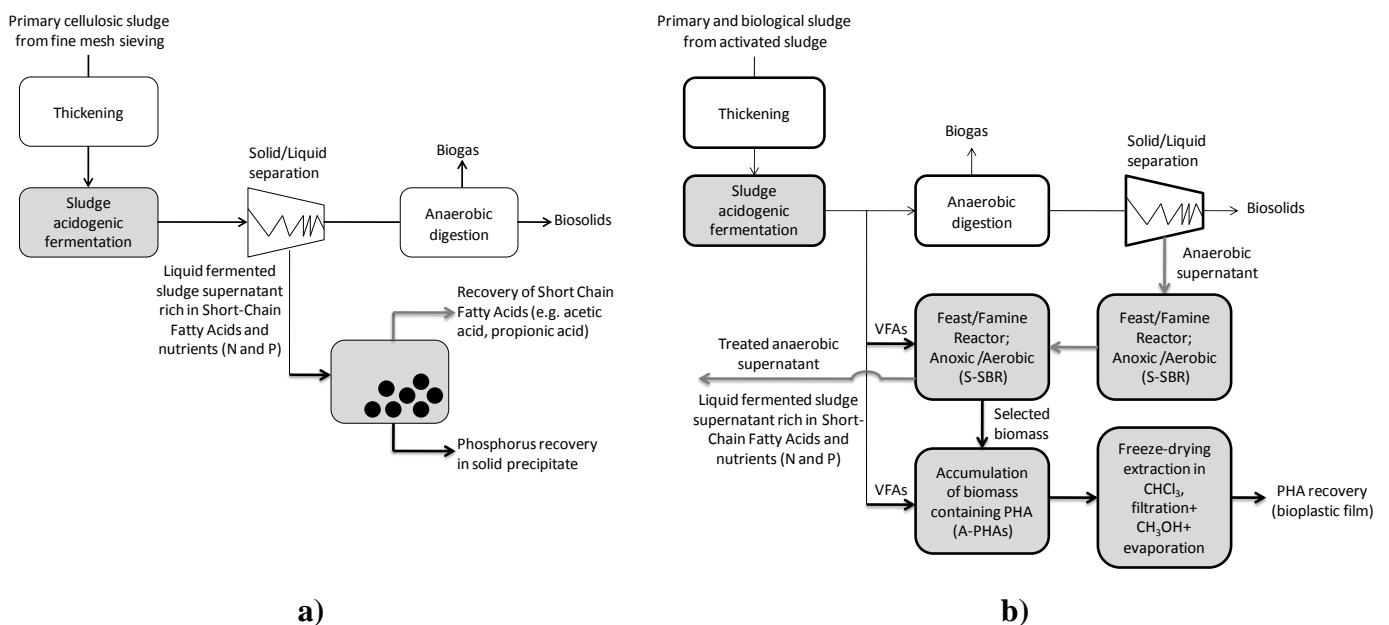 Primary cellosic sludge
from fine mesh sieving
Thickening
Sludge
acidogenic
fermentation
Solid/Liquid
separation
Biogas
Anaerobic
digestion
Biosolids
Liquid fermented
sludge supernatant
rich in Short-Chain
Fatty Acids and
nutrients (N and P)
Recovery of Short Chain
Fatty Acids (e.g. acetic
acid, propionic acid)
Phosphorus recovery
in solid precipitate
a)
Primary and biological sludge
from activated sludge
Thickening
Sludge
acidogenic
fermentation
Biogas
Anaerobic
digestion
Solid/Liquid
separation
Biosolids
Anaerobic
supernatant
VFAs
Feast/Famine
Reactor;
Anoxic /Aerobic
(S-SBR)
Feast/Famine
Reactor;
Anoxic /Aerobic
(S-SBR)
Treated anaerobic
supernatant
Liquid fermented sludge
supernatant rich in Short-
Chain Fatty Acids and
nutrients (N and P)
Selected
biomass
VFAs
Accumulation
of biomass
containing PHA
(A-PHAs)
Freeze-drying
extraction in
CHCl₃,
filtration+
CH₃OH+
evaporation
PHA recovery
(bioplastic film)
b)